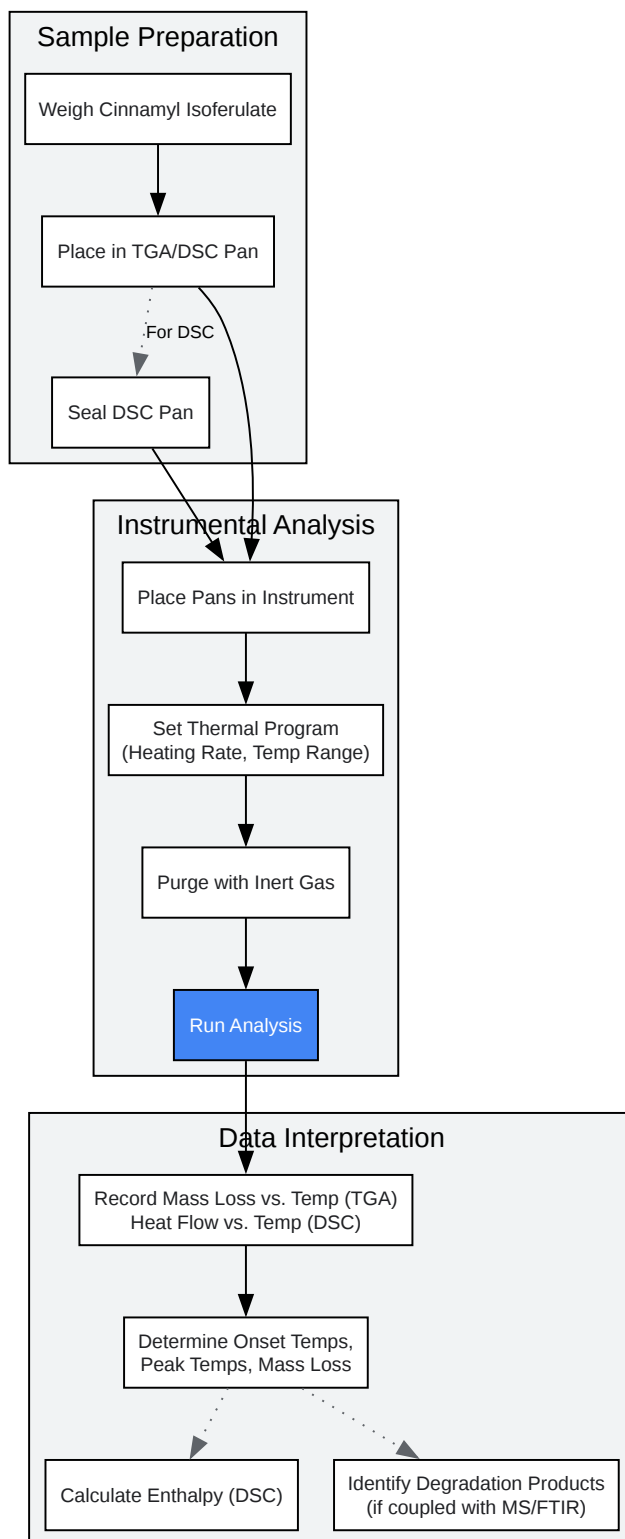 Sample Preparation
Weigh Cinnamyl Isoferulate
Place in TGA/DSC Pan
For DSC
Seal DSC Pan
Instrumental Analysis
Place Pans in Instrument
Set Thermal Program
(Heating Rate, Temp Range)
Purge with Inert Gas
Run Analysis
Data Interpretation
Record Mass Loss vs. Temp (TGA)
Heat Flow vs. Temp (DSC)
Determine Onset Temps,
Peak Temps, Mass Loss
Calculate Enthalpy (DSC)
Identify Degradation Products
(if coupled with MS/FTIR)